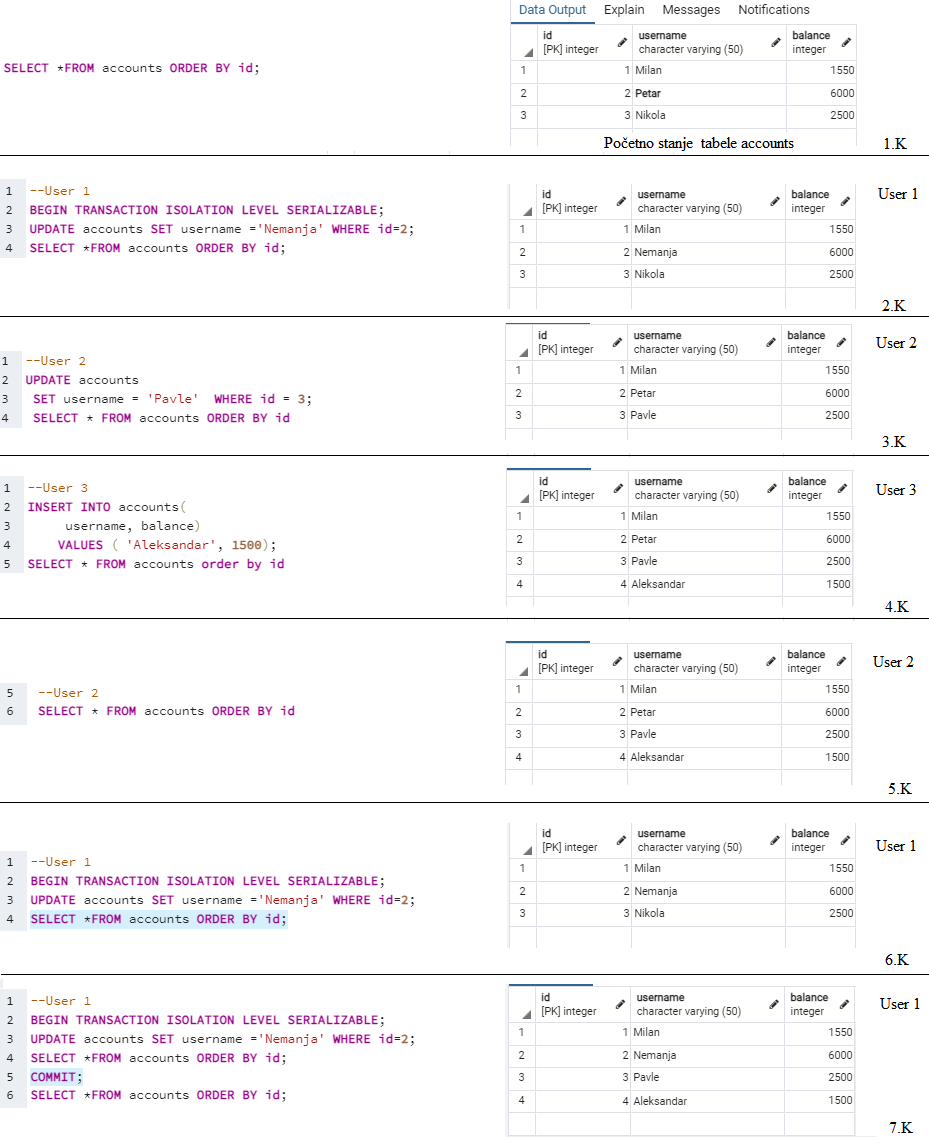 Data Output Explain Messages Notifications
id username balance
[PK] integer character varying (50) integer
SELECT *FROM accounts ORDER BY id;
1 1 Milan 1550
2 2 Petar 6000
3 3 Nikola 2500
Početno stanje tabele accounts 1.K
1 --User 1
2 BEGIN TRANSACTION ISOLATION LEVEL SERIALIZABLE;
3 UPDATE accounts SET username ='Nemanja' WHERE id=2;
4 SELECT *FROM accounts ORDER BY id;
id username balance
[PK] integer character varying (50) integer
1 1 Milan 1550
2 2 Nemanja 6000
3 3 Nikola 2500
User 1
2.K
1 --User 2
2 UPDATE accounts
3 SET username = 'Pavle' WHERE id = 3;
4 SELECT * FROM accounts ORDER BY id
id username balance
[PK] integer character varying (50) integer
1 1 Milan 1550
2 2 Petar 6000
3 3 Pavle 2500
User 2
3.K
1 --User 3
2 INSERT INTO accounts(
3 username, balance)
4 VALUES ( 'Aleksandar', 1500);
5 SELECT * FROM accounts order by id
id username balance
[PK] integer character varying (50) integer
1 1 Milan 1550
2 2 Petar 6000
3 3 Pavle 2500
4 4 Aleksandar 1500
User 3
4.K
5 --User 2
6 SELECT * FROM accounts ORDER BY id
id username balance
[PK] integer character varying (50) integer
1 1 Milan 1550
2 2 Petar 6000
3 3 Pavle 2500
4 4 Aleksandar 1500
User 2
5.K
1 --User 1
2 BEGIN TRANSACTION ISOLATION LEVEL SERIALIZABLE;
3 UPDATE accounts SET username ='Nemanja' WHERE id=2;
4 SELECT *FROM accounts ORDER BY id;
id username balance
[PK] integer character varying (50) integer
1 1 Milan 1550
2 2 Nemanja 6000
3 3 Nikola 2500
User 1
6.K
1 --User 1
2 BEGIN TRANSACTION ISOLATION LEVEL SERIALIZABLE;
3 UPDATE accounts SET username ='Nemanja' WHERE id=2;
4 SELECT *FROM accounts ORDER BY id;
5 COMMIT;
6 SELECT *FROM accounts ORDER BY id;
id username balance
[PK] integer character varying (50) integer
1 1 Milan 1550
2 2 Nemanja 6000
3 3 Pavle 2500
4 4 Aleksandar 1500
User 1
7.K